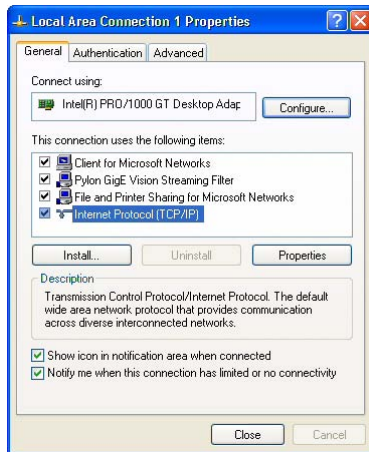 Local Area Connection 1 Properties
General Authentication Advanced
Connect using:
Intel(R) PRO/1000 GT Desktop Adap
Configure...
This connection uses the following items:
Client for Microsoft Networks
Pylon GigE Vision Streaming Filter
File and Printer Sharing for Microsoft Networks
Internet Protocol (TCP/IP)
Install... Uninstall Properties
Description
Transmission Control Protocol/Internet Protocol. The default
wide area network protocol that provides communication
across diverse interconnected networks.
Show icon in notification area when connected
Notify me when this connection has limited or no connectivity
Close Cancel